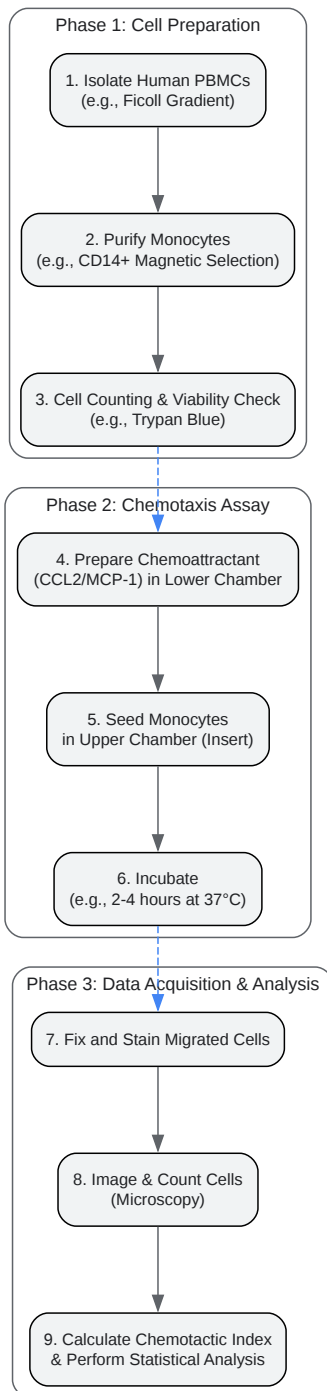 Phase 1: Cell Preparation
1. Isolate Human PBMCs
(e.g., Ficoll Gradient)
2. Purify Monocytes
(e.g., CD14+ Magnetic Selection)
3. Cell Counting & Viability Check
(e.g., Trypan Blue)
Phase 2: Chemotaxis Assay
4. Prepare Chemoattractant
(CCL2/MCP-1) in Lower Chamber
5. Seed Monocytes
in Upper Chamber (Insert)
6. Incubate
(e.g., 2-4 hours at 37°C)
Phase 3: Data Acquisition & Analysis
7. Fix and Stain Migrated Cells
8. Image & Count Cells
(Microscopy)
9. Calculate Chemotactic Index
& Perform Statistical Analysis